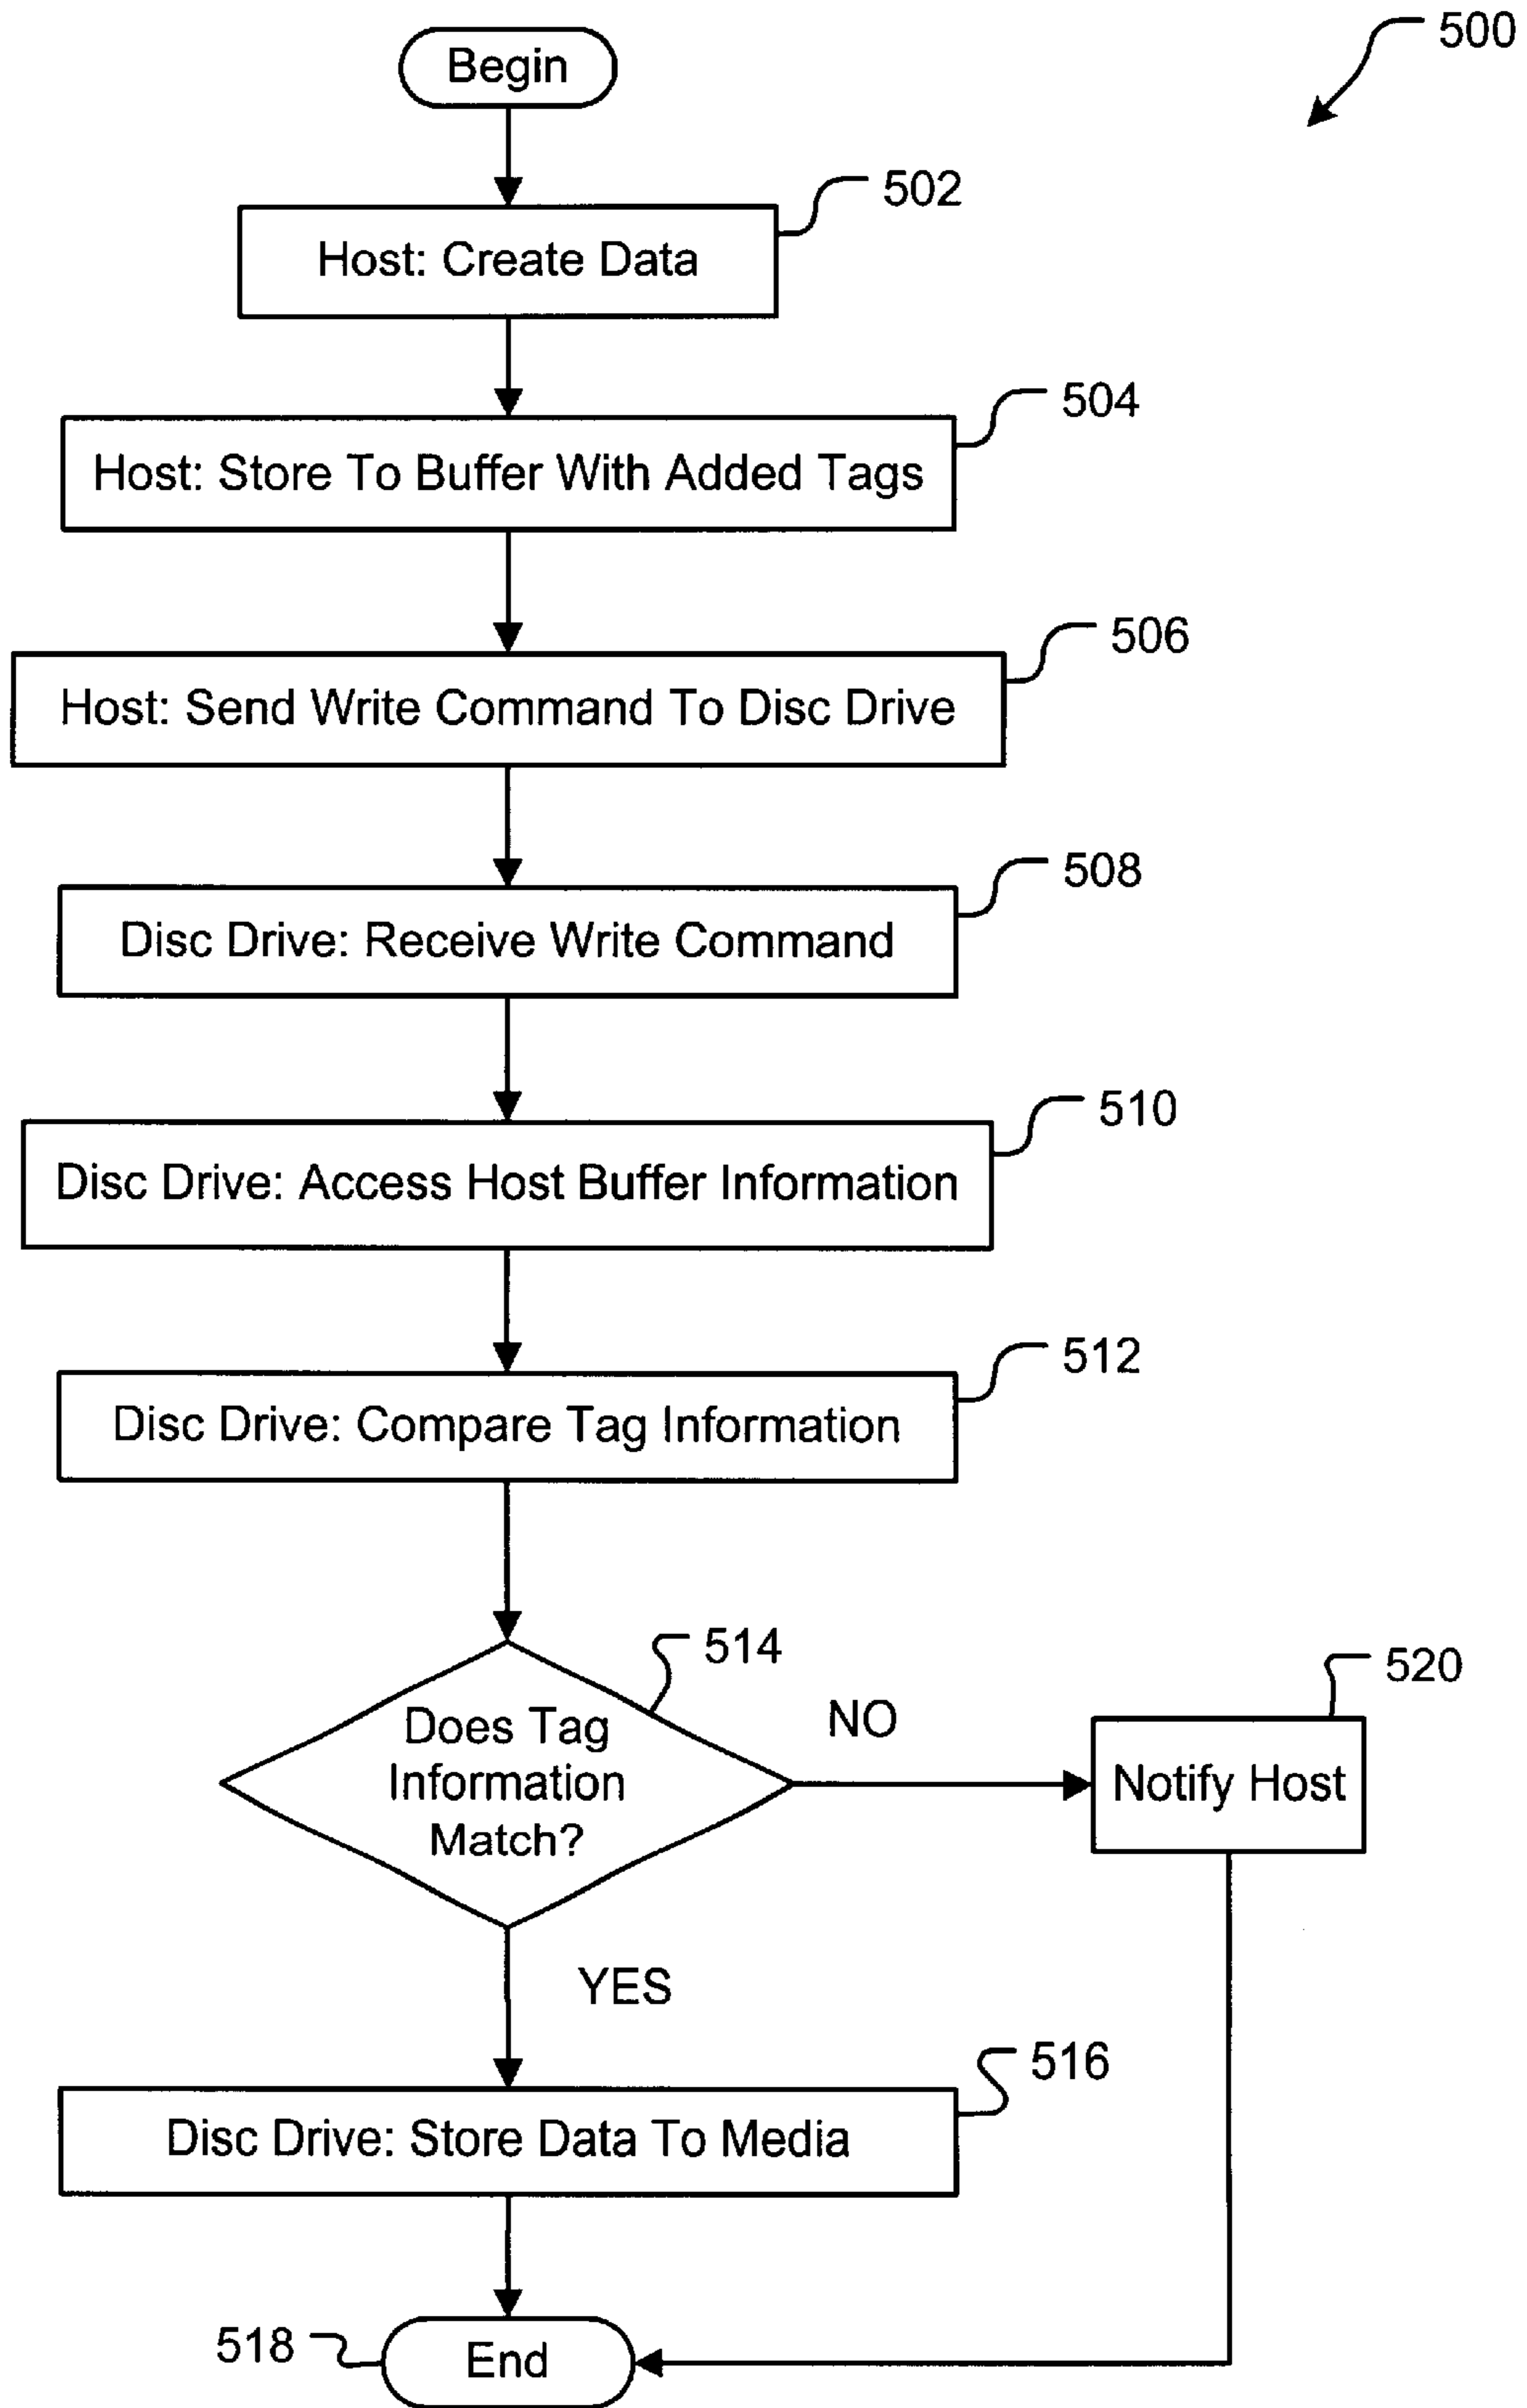 500
Begin
502
Host: Create Data
504
Host: Store To Buffer With Added Tags
506
Host: Send Write Command To Disc Drive
508
Disc Drive: Receive Write Command
510
Disc Drive: Access Host Buffer Information
512
Disc Drive: Compare Tag Information
514
Does Tag
Information
Match?
NO
520
Notify Host
YES
516
Disc Drive: Store Data To Media
518
End